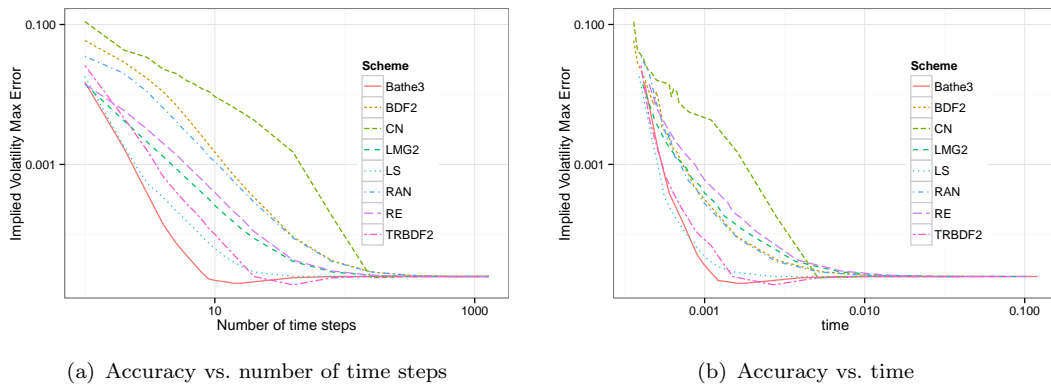 Implied Volatility Max Error
0.100
0.001
10
1000
Number of time steps
Scheme
Bathe3
BDF2
CN
LMG2
LS
RAN
RE
TRBDF2
(a) Accuracy vs. number of time steps
Implied Volatility Max Error
0.100
0.001
0.001
0.010
0.100
time
Scheme
Bathe3
BDF2
CN
LMG2
LS
RAN
RE
TRBDF2
(b) Accuracy vs. time